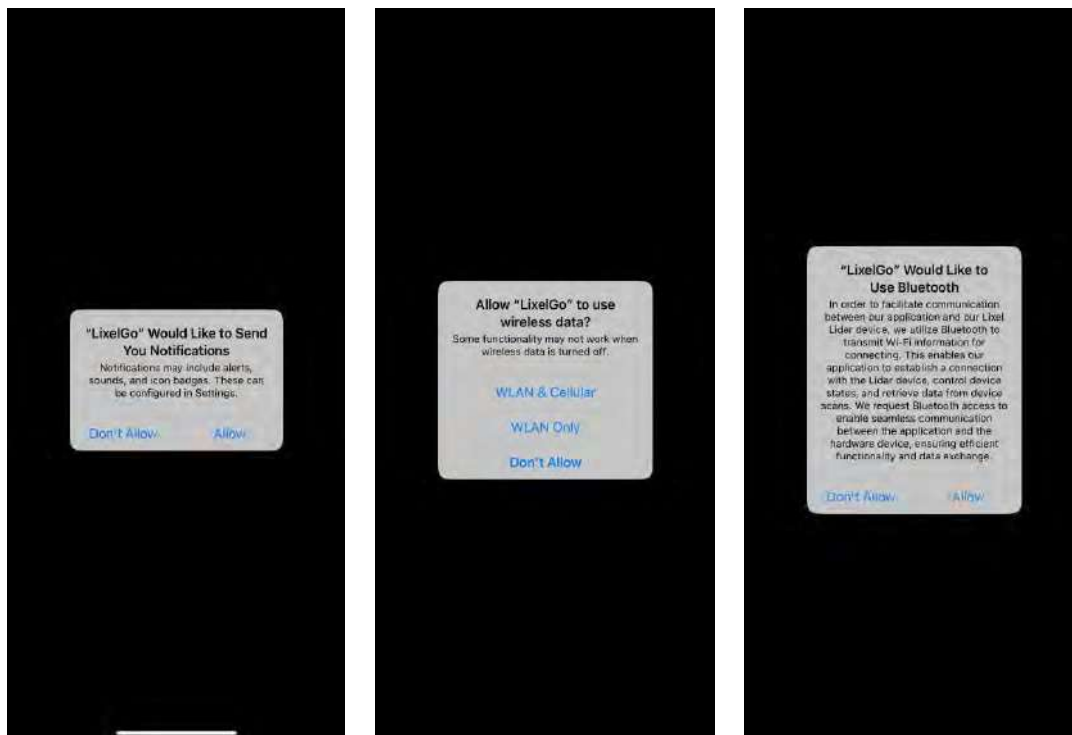 "LixelGo" Would Like to Send
You Notifications
Notifications may include alerts,
sounds, and icon badges. These can
be configured in Settings.
Don't Allow
Allow
Allow "LixelGo" to use
wireless data?
Some functionality may not work when
wireless data is turned off.
WLAN & Cellular
WLAN Only
Don't Allow
"LixelGo" Would Like to
Use Bluetooth
In order to facilitate communication
between our application and our Lixel
Lider device, we utilize Bluetooth to
transmit Wi-Fi information for
connecting. This enables our
application to establish a connection
with the Lidar device, control device
states, and retrieve data from device
scans. We request Bluetooth access to
enable seamless communication
between the application and the
hardware device, ensuring efficient
functionality and data exchange.
Don't Allow
Allow